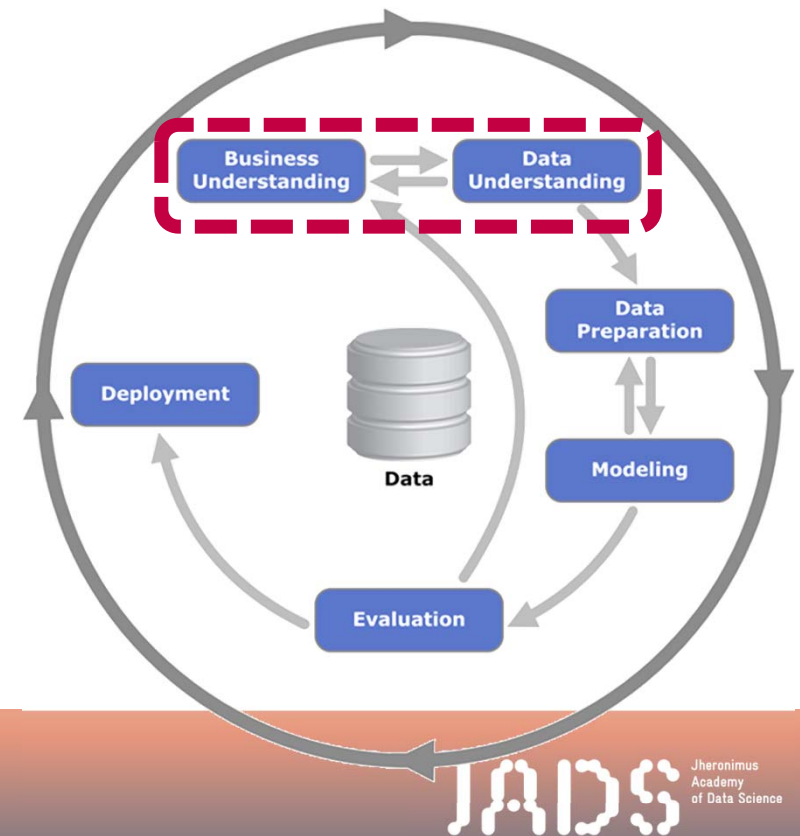 Business
Understanding
Data
Understanding
Data
Preparation
Deployment
Data
Modeling
Evaluation
JADS
Jheronimus
Academy
of Data Science